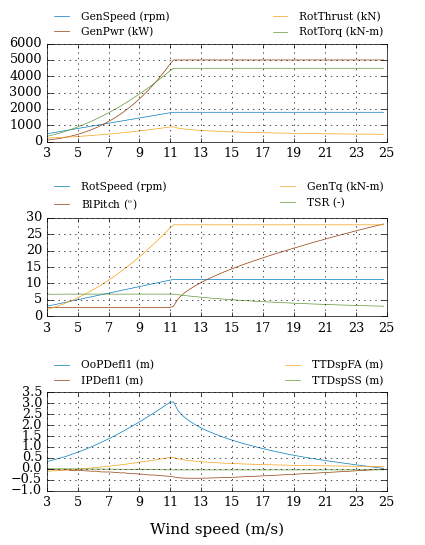 GenSpeed (rpm) RotThrust (kN)
GenPwr (kW) RotTorq (kN-m)
6000
5000
4000
3000
2000
1000
0
3 5 7 9 11 13 15 17 19 21 23 25
RotSpeed (rpm) GenTq (kN-m)
BlPitch (°) TSR (-)
30
25
20
15
10
5
0
3 5 7 9 11 13 15 17 19 21 23 25
OoPDefl1 (m) TTDspFA (m)
IPDefl1 (m) TTDspSS (m)
3.5
3.0
2.5
2.0
1.5
1.0
0.5
0.0
−0.5
−1.0
3 5 7 9 11 13 15 17 19 21 23 25
Wind speed (m/s)